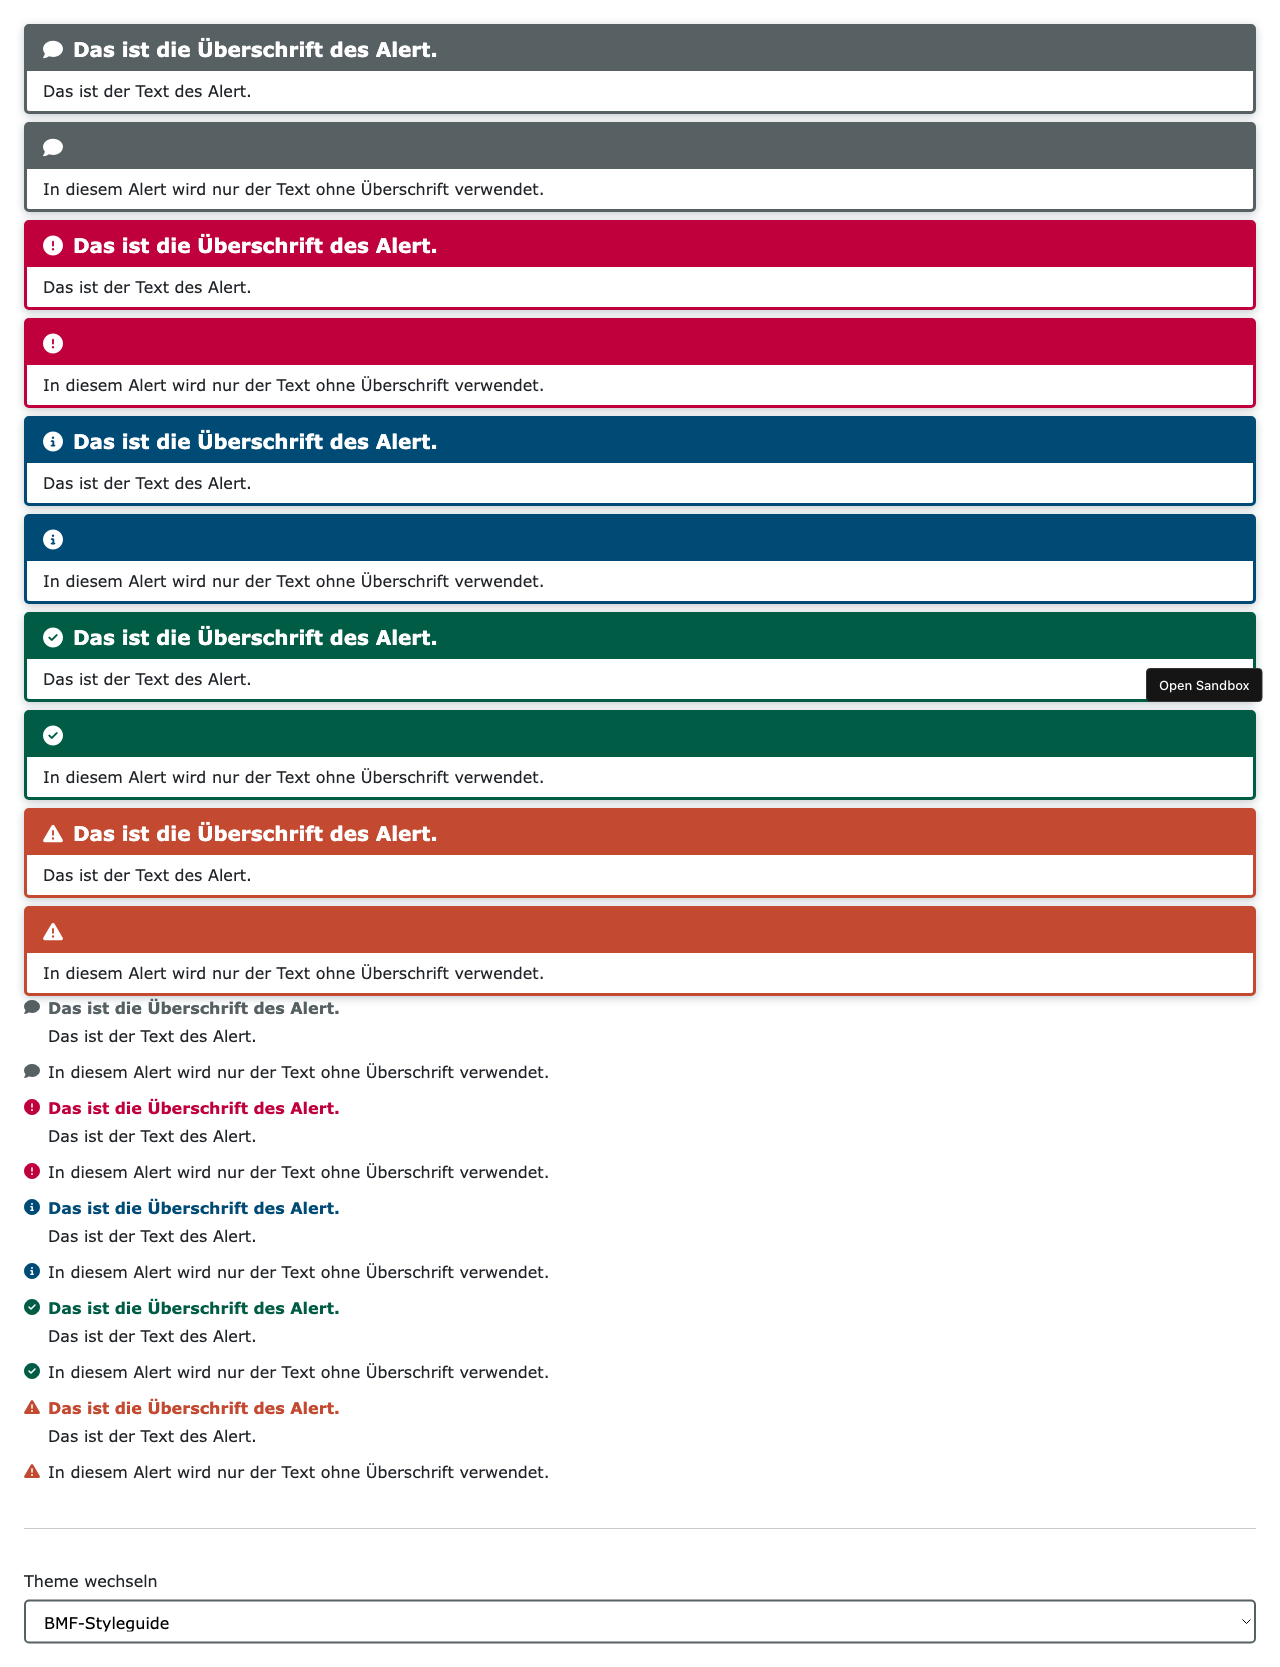 Das ist die Überschrift des Alert.
Das ist der Text des Alert.
In diesem Alert wird nur der Text ohne Überschrift verwendet.
Das ist die Überschrift des Alert.
Das ist der Text des Alert.
In diesem Alert wird nur der Text ohne Überschrift verwendet.
Das ist die Überschrift des Alert.
Das ist der Text des Alert.
In diesem Alert wird nur der Text ohne Überschrift verwendet.
Das ist die Überschrift des Alert.
Das ist der Text des Alert.
Open Sandbox
In diesem Alert wird nur der Text ohne Überschrift verwendet.
Das ist die Überschrift des Alert.
Das ist der Text des Alert.
In diesem Alert wird nur der Text ohne Überschrift verwendet.
Das ist die Überschrift des Alert.
Das ist der Text des Alert.
In diesem Alert wird nur der Text ohne Überschrift verwendet.
Das ist die Überschrift des Alert.
Das ist der Text des Alert.
In diesem Alert wird nur der Text ohne Überschrift verwendet.
Das ist die Überschrift des Alert.
Das ist der Text des Alert.
In diesem Alert wird nur der Text ohne Überschrift verwendet.
Das ist die Überschrift des Alert.
Das ist der Text des Alert.
In diesem Alert wird nur der Text ohne Überschrift verwendet.
Das ist die Überschrift des Alert.
Das ist der Text des Alert.
In diesem Alert wird nur der Text ohne Überschrift verwendet.
Theme wechseln
BMF-Styleguide